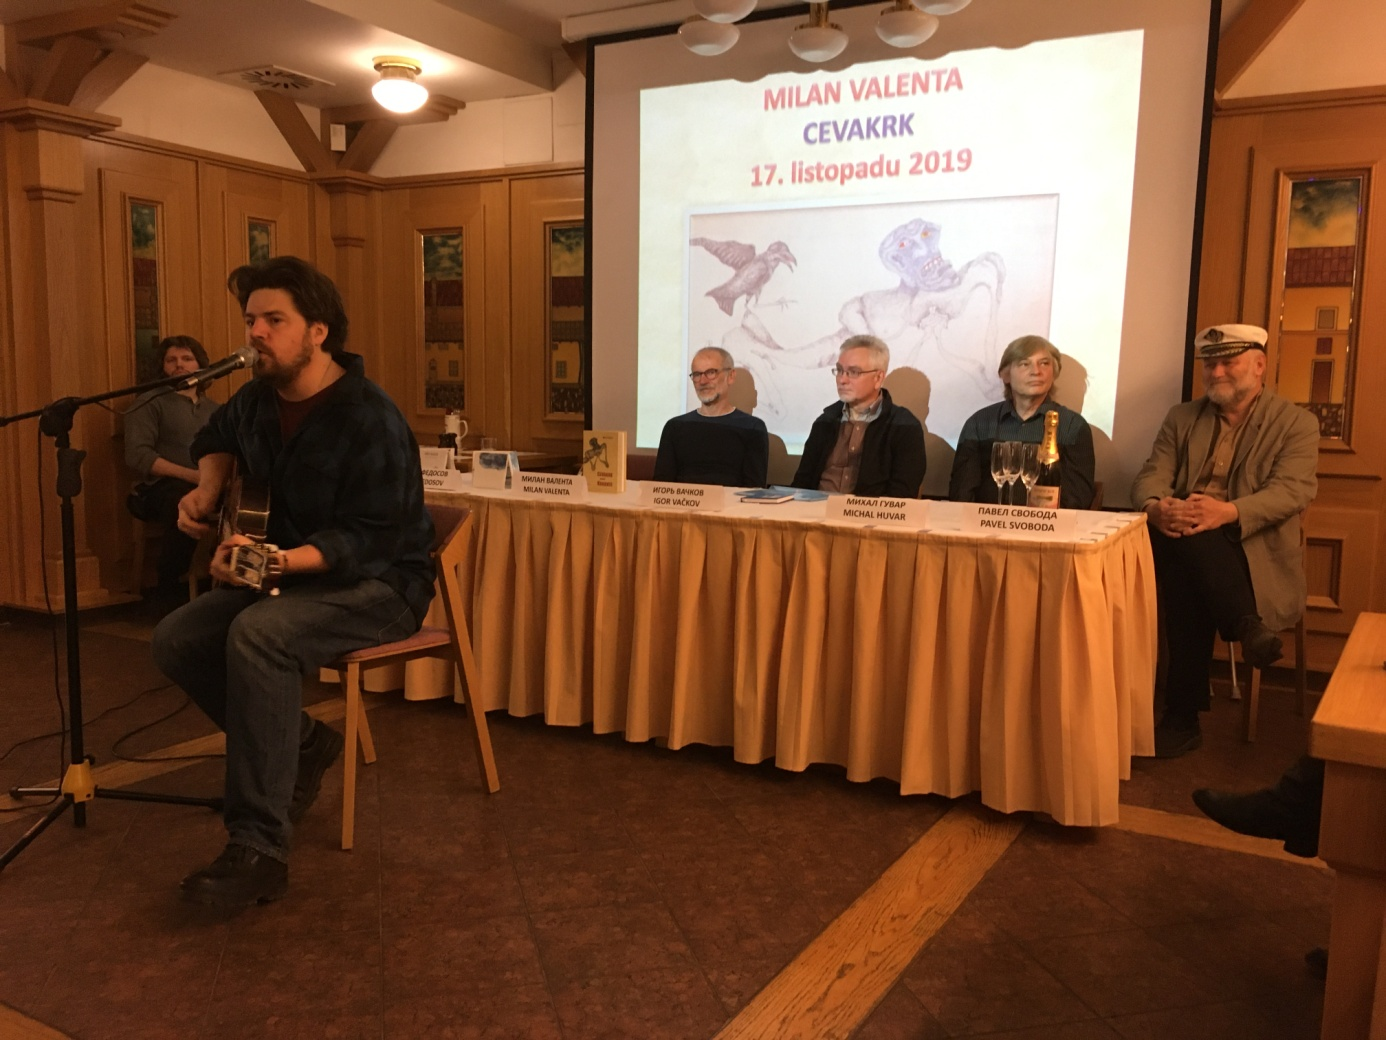 MILAN VALENTA
CEVAKRK
17. listopadu 2019
ФЕДОСОВ
МИЛАН ВАЛЕНТА
MILAN VALENTA
ИГОРЬ ВАЧКОВ
IGOR VAČKOV
МИХАЛ ГУВАР
MICHAL HUVAR
ПАВЕЛ СВОБОДА
PAVEL SVOBODA